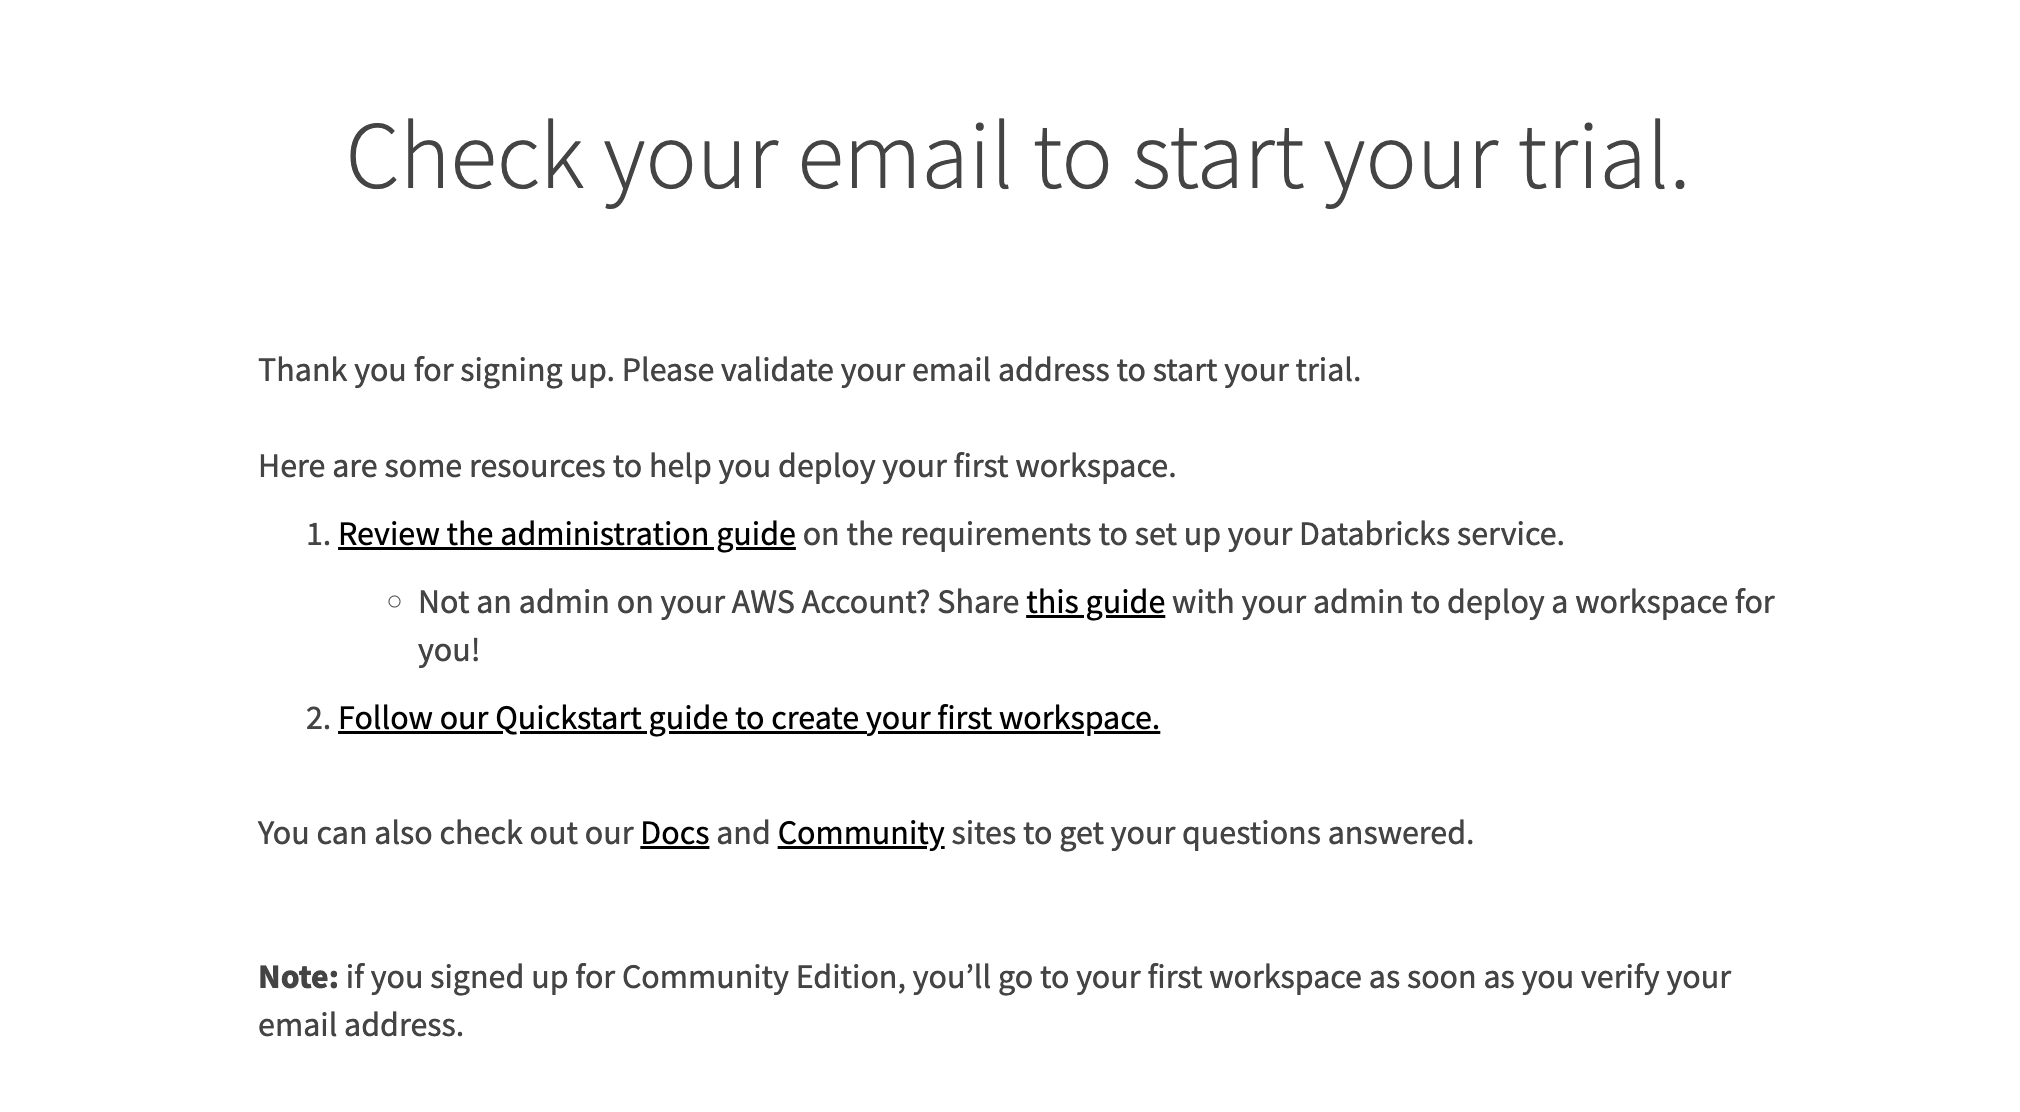 Check your email to start your trial.
Thank you for signing up. Please validate your email address to start your trial.
Here are some resources to help you deploy your first workspace.
1. Review the administration guide on the requirements to set up your Databricks service.
○ Not an admin on your AWS Account? Share this guide with your admin to deploy a workspace for
you!
2. Follow our Quickstart guide to create your first workspace.
You can also check out our Docs and Community sites to get your questions answered.
Note: if you signed up for Community Edition, you’ll go to your first workspace as soon as you verify your
email address.